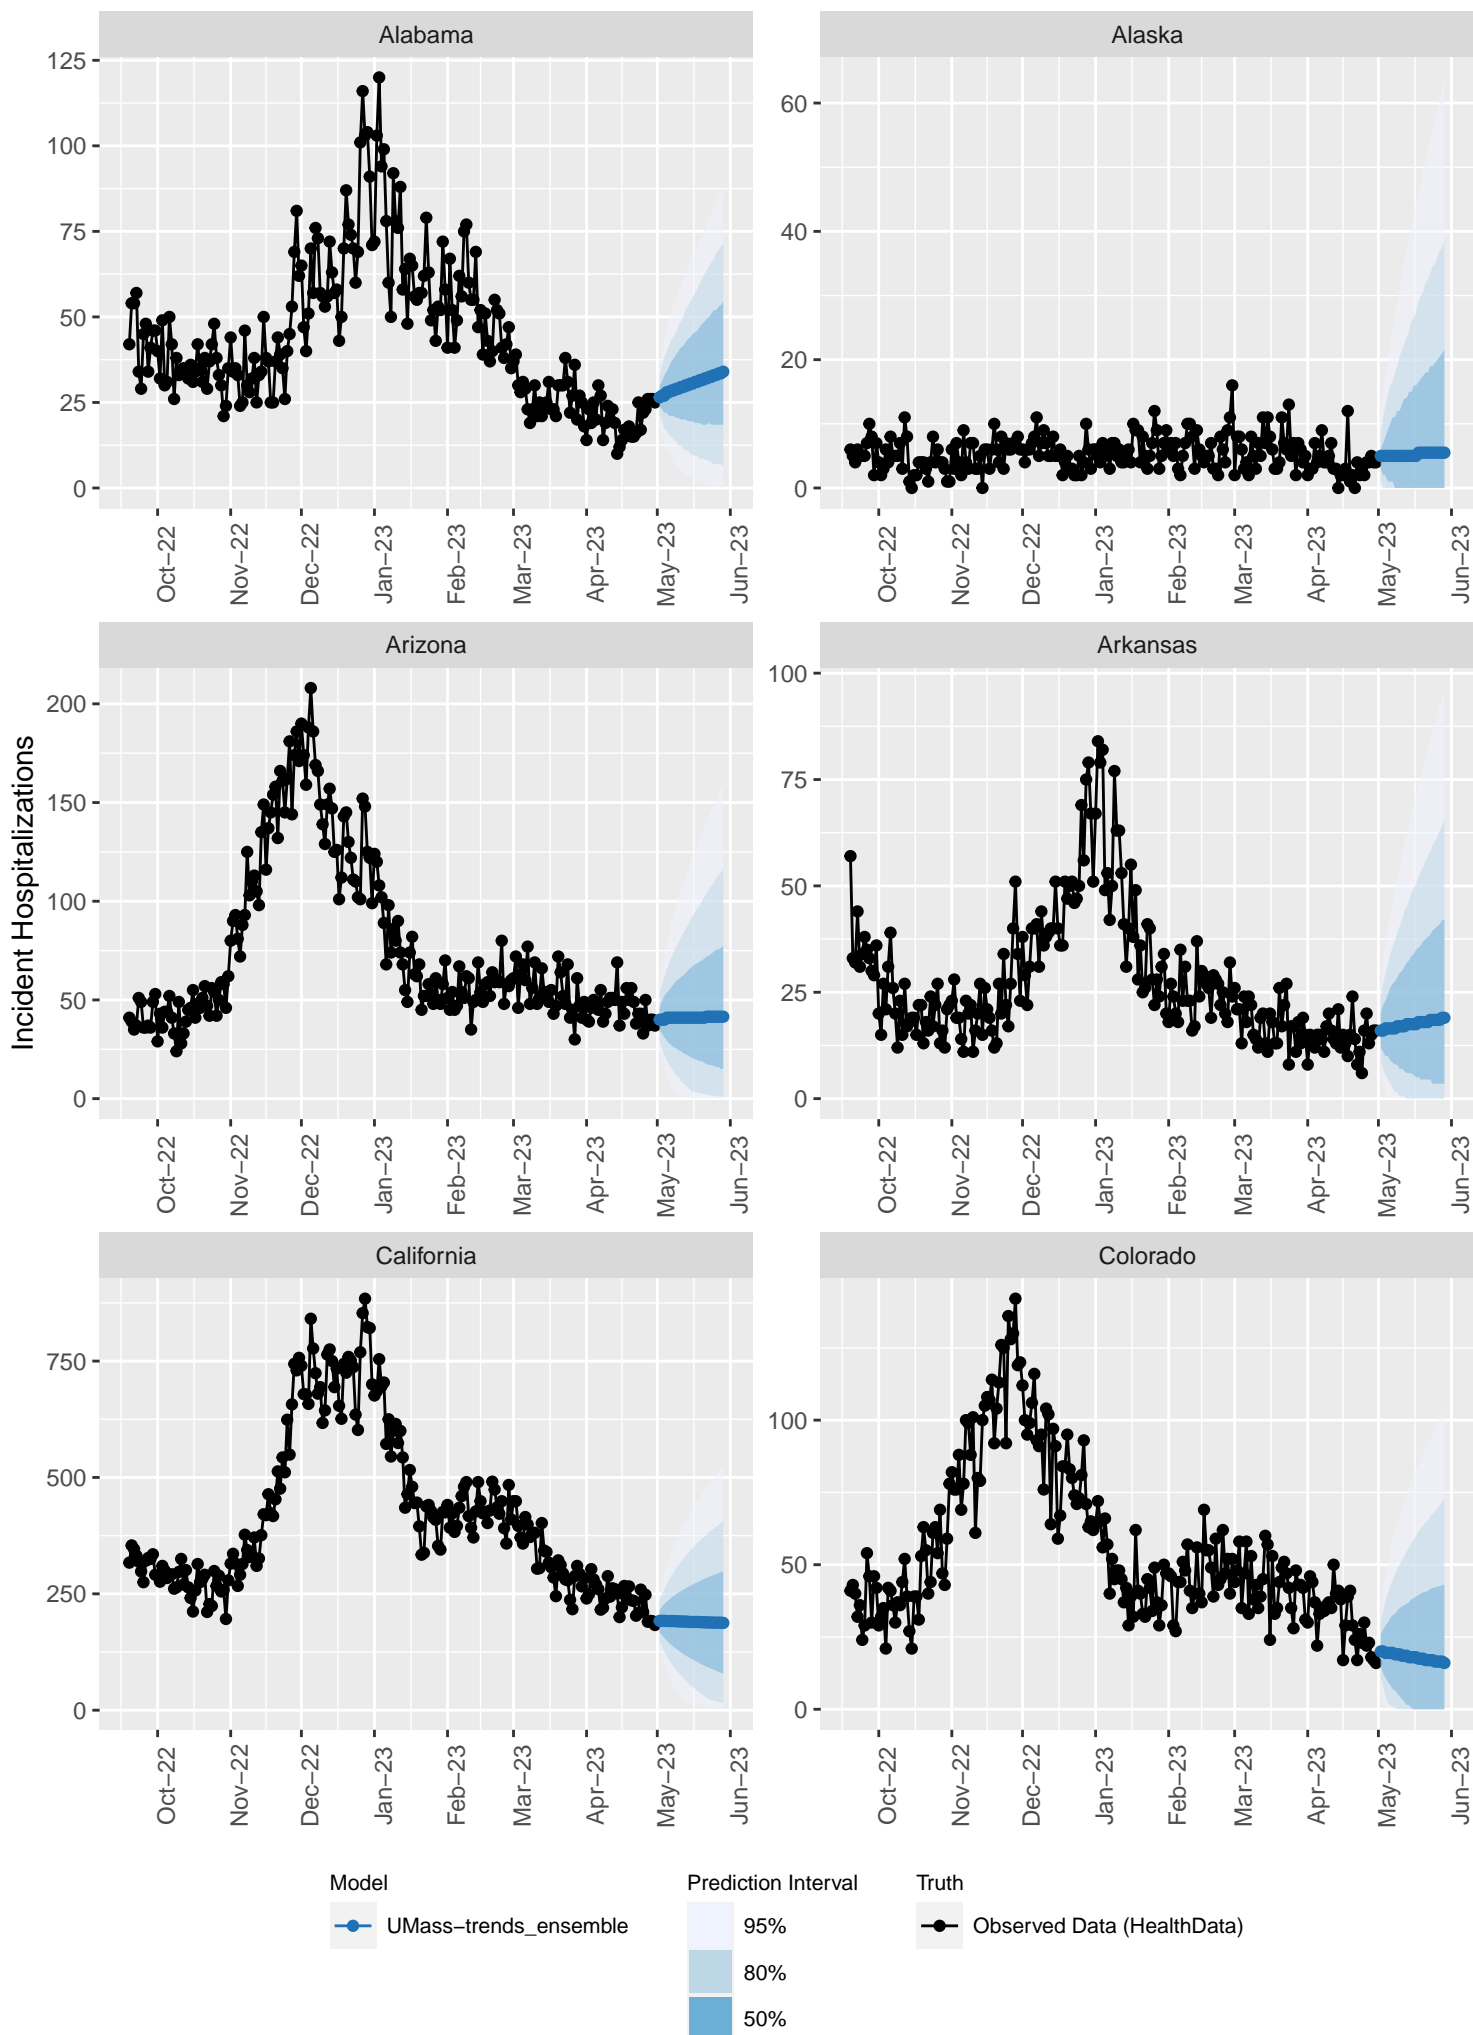 Alabama
Alaska
125
100
75
50
25
0
60
40
20
0
Oct−22
Nov−22
Dec−22
Jan−23
Feb−23
Mar−23
Apr−23
May−23
Jun−23
Oct−22
Nov−22
Dec−22
Jan−23
Feb−23
Mar−23
Apr−23
May−23
Jun−23
Incident Hospitalizations
Arizona
Arkansas
200
150
100
50
0
100
75
50
25
0
Oct−22
Nov−22
Dec−22
Jan−23
Feb−23
Mar−23
Apr−23
May−23
Jun−23
Oct−22
Nov−22
Dec−22
Jan−23
Feb−23
Mar−23
Apr−23
May−23
Jun−23
California
Colorado
750
500
250
0
100
50
0
Oct−22
Nov−22
Dec−22
Jan−23
Feb−23
Mar−23
Apr−23
May−23
Jun−23
Oct−22
Nov−22
Dec−22
Jan−23
Feb−23
Mar−23
Apr−23
May−23
Jun−23
Model
UMass−trends_ensemble
Prediction Interval
95%
80%
50%
Truth
Observed Data (HealthData)